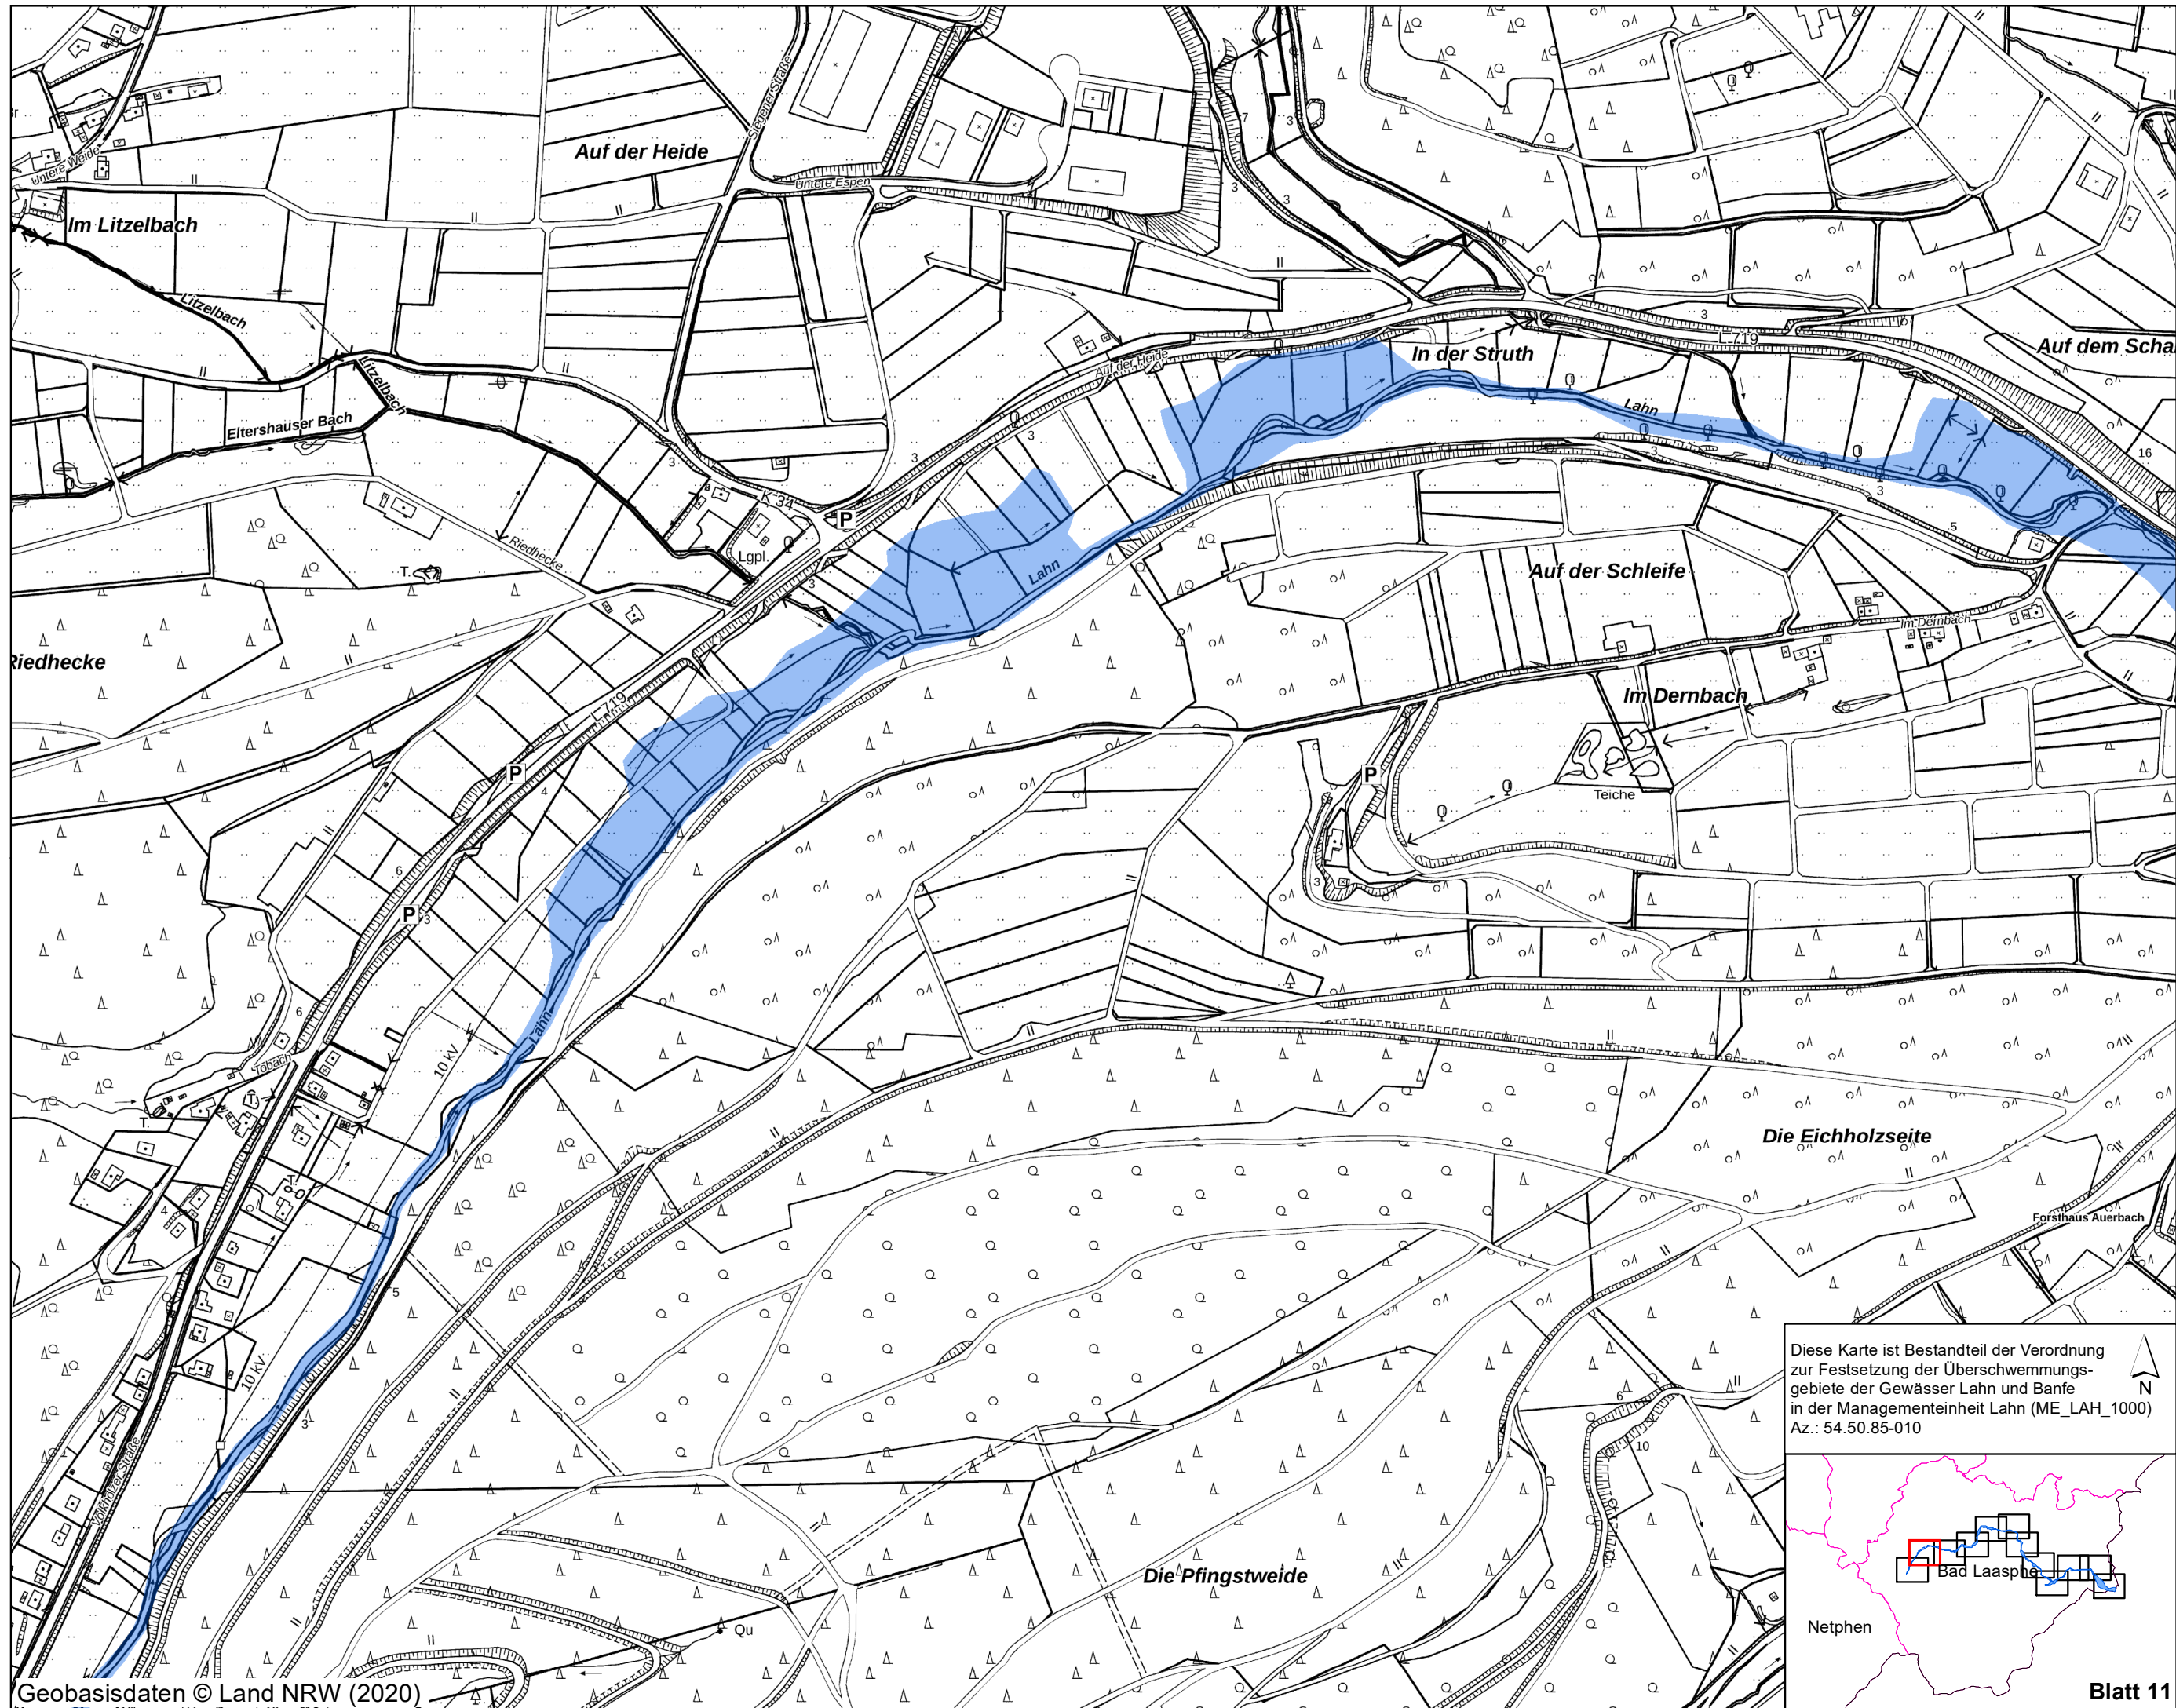 Siegener Straße
Auf der Heide
Untere Weide
Untere Espen
Im Litzelbach
Litzelbach
Litzelbach
Eltershauser Bach
Auf der Heide
In der Struth
L 719
Auf dem Scha
Lahn
K 34
P
Lgpl.
Riedhecke
T.
Lahn
Auf der Schleife
Im Dernbach
Riedhecke
Im Dernbach
L 719
P
P
Teiche
P
Lahn
10 kV
Tobach
T.
T.
T.
Die Eichholzseite
Forsthaus Auerbach
10 kV
Volkholzer Straße
Die Pfingstweide
Qu
Diese Karte ist Bestandteil der Verordnung
zur Festsetzung der Überschwemmungs-
gebiete der Gewässer Lahn und Banfe
in der Managementeinheit Lahn (ME_LAH_1000)
Az.: 54.50.85-010
N
Bad Laasphe
Netphen
Geobasisdaten © Land NRW (2020)
Blatt 11